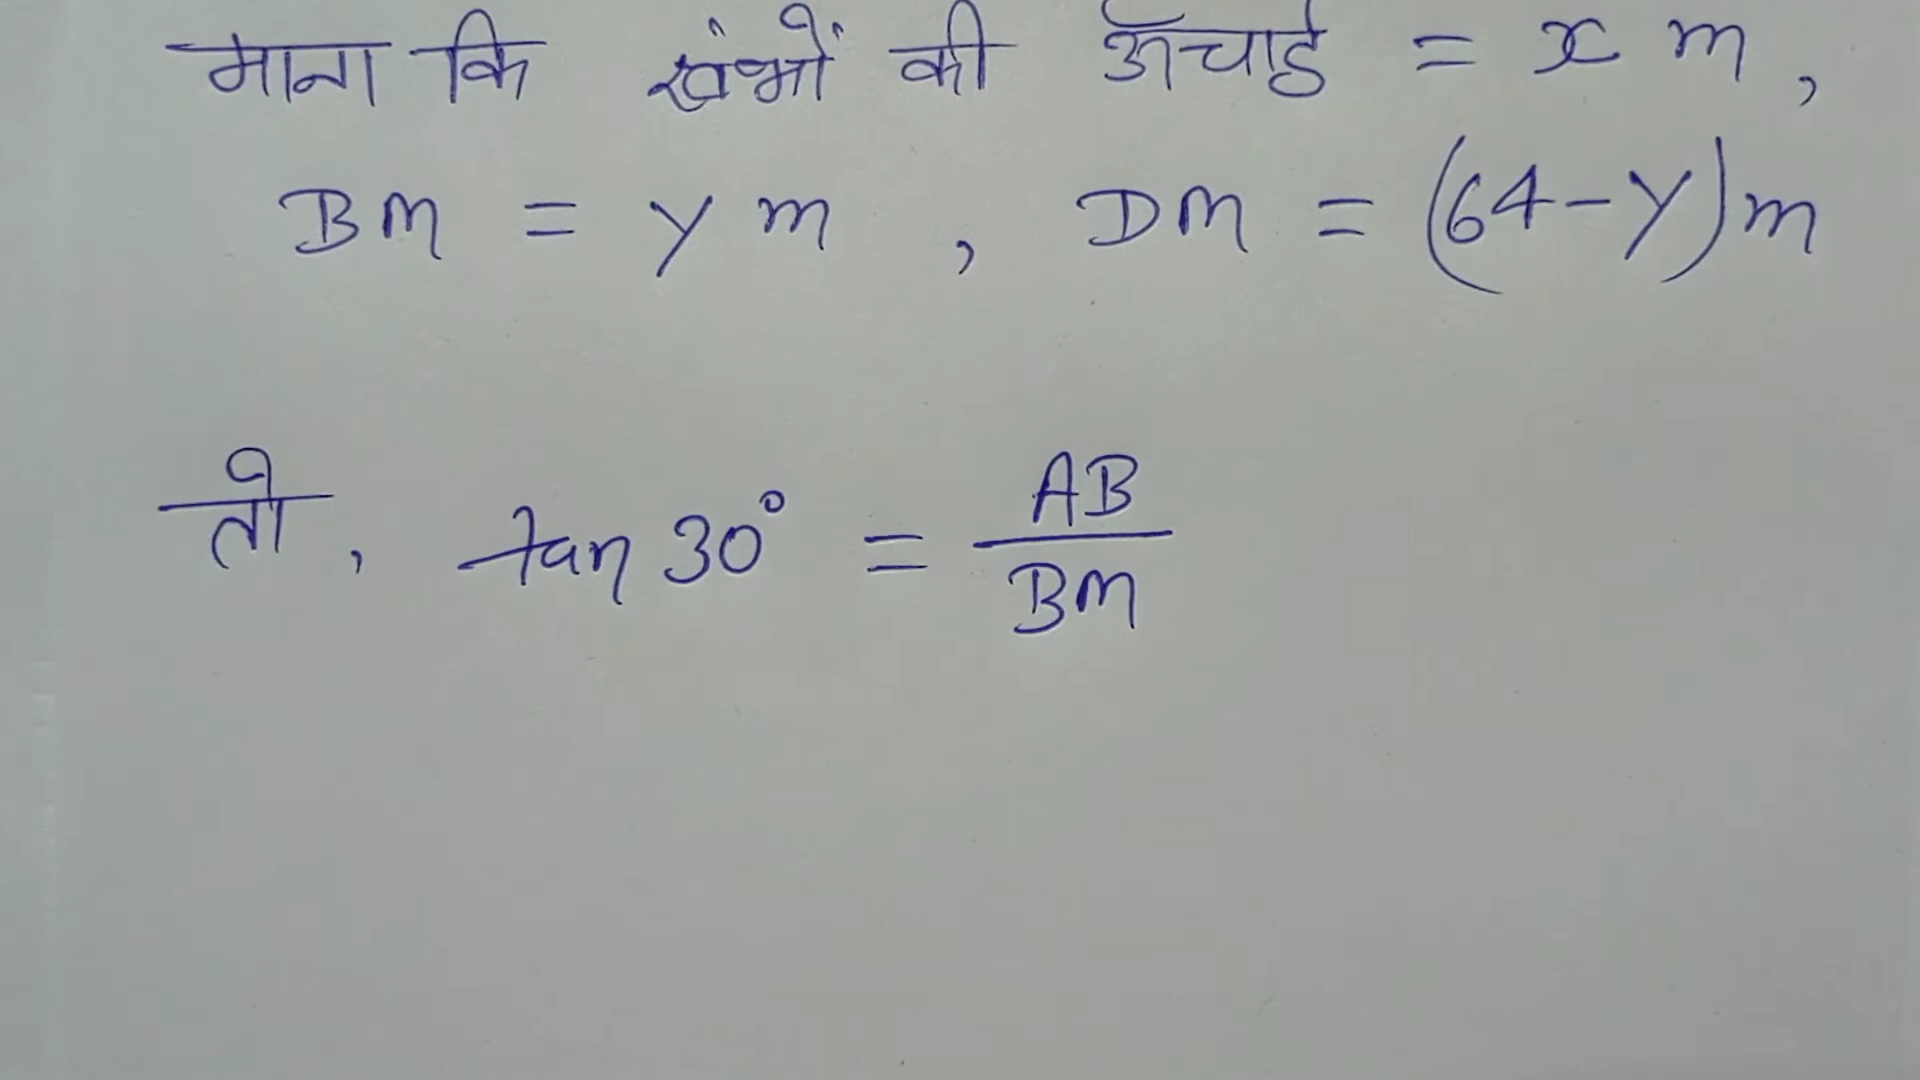 माना कि खंभों की ऊँचाई = x m,
BM = y m , DM = (64-y)m
तो, tan 30° = AB/BM